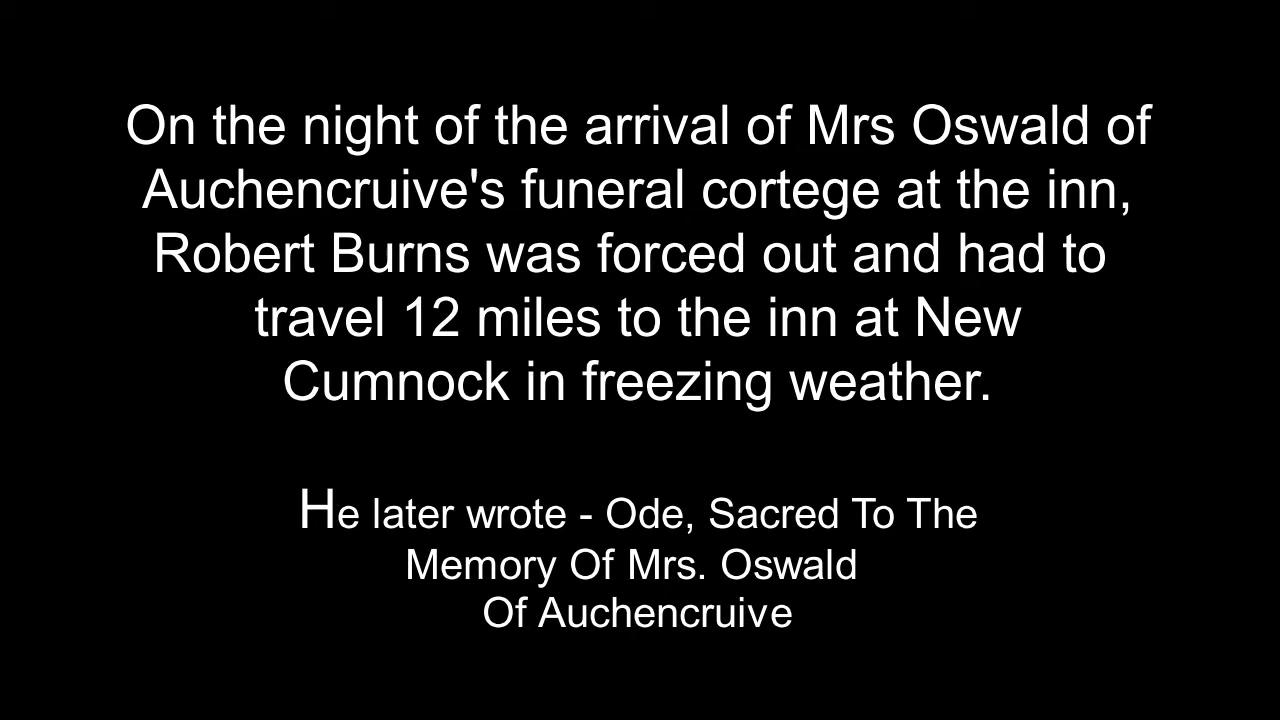 On the night of the arrival of Mrs Oswald of
Auchencruive's funeral cortege at the inn,
Robert Burns was forced out and had to
travel 12 miles to the inn at New
Cumnock in freezing weather.
He later wrote - Ode, Sacred To The
Memory Of Mrs. Oswald
Of Auchencruive